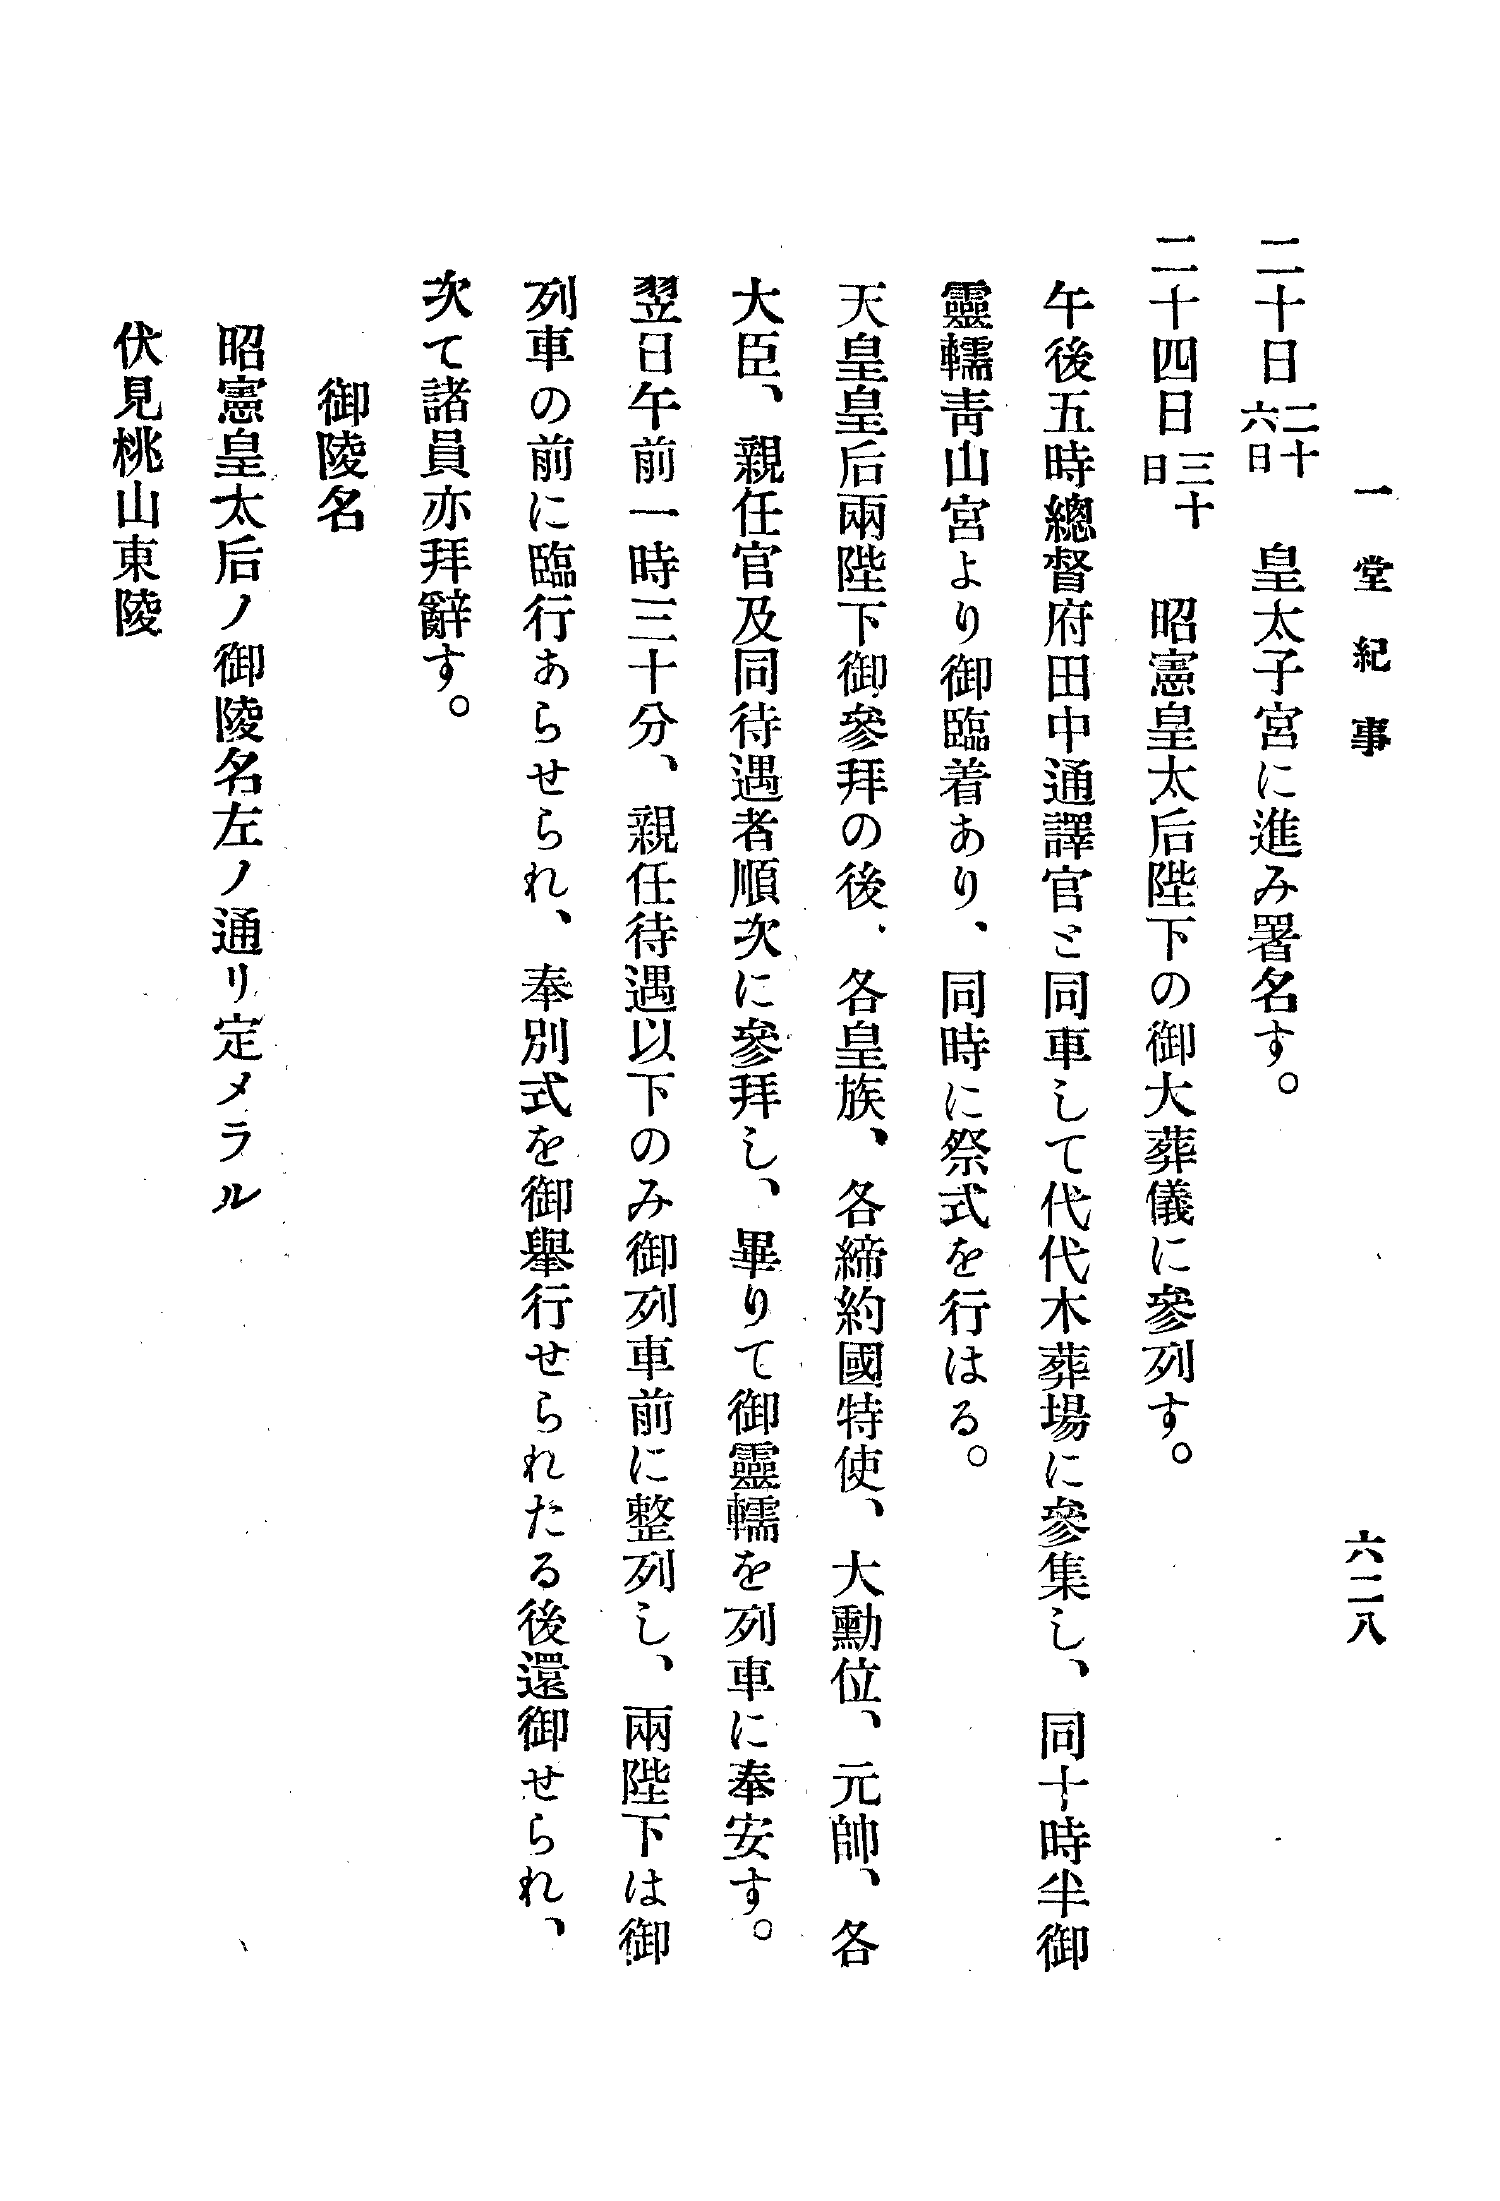 一堂紀事　六二八
二十日二十六日　皇太子宮に進み署名す。
二十四日三十日　昭憲皇太后陛下の御大葬儀に參列す。
午後五時總督府田中通譯官と同車して代代木葬場に參集し、同十時半御
靈轜靑山宮より御臨着あり、同時に祭式を行はる。
天皇皇后兩陛下御參拜の後、各皇族、各締約國特使、大勳位、元帥、各
大臣、親任官及同待遇者順次に參拜し、畢りて御靈轜を列車に奉安す。
翌日午前一時三十分、親任待遇以下のみ御列車前に整列し、兩陛下は御
列車の前に臨行あらせられ、奉別式を御擧行せられたる後還御せられ、
次て諸員亦拜辭す。
御陵名
昭憲皇太后ノ御陵名左ノ通リ定メラル
伏見桃山東陵